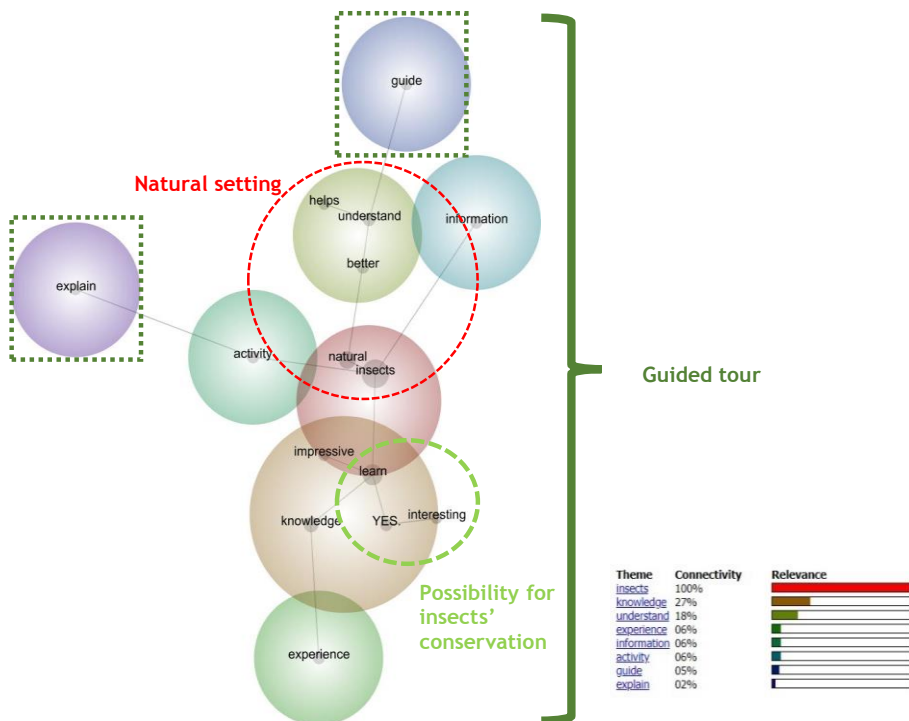 guide
Natural setting
helps
understand
information
better
explain
activity
natural
insects
Guided tour
impressive
learn
knowledge
YES.
interesting
Possibility for
insects'
conservation
experience
Theme Connectivity Relevance
insects 100%
knowledge 27%
understand 18%
experience 06%
information 06%
activity 06%
guide 05%
explain 02%